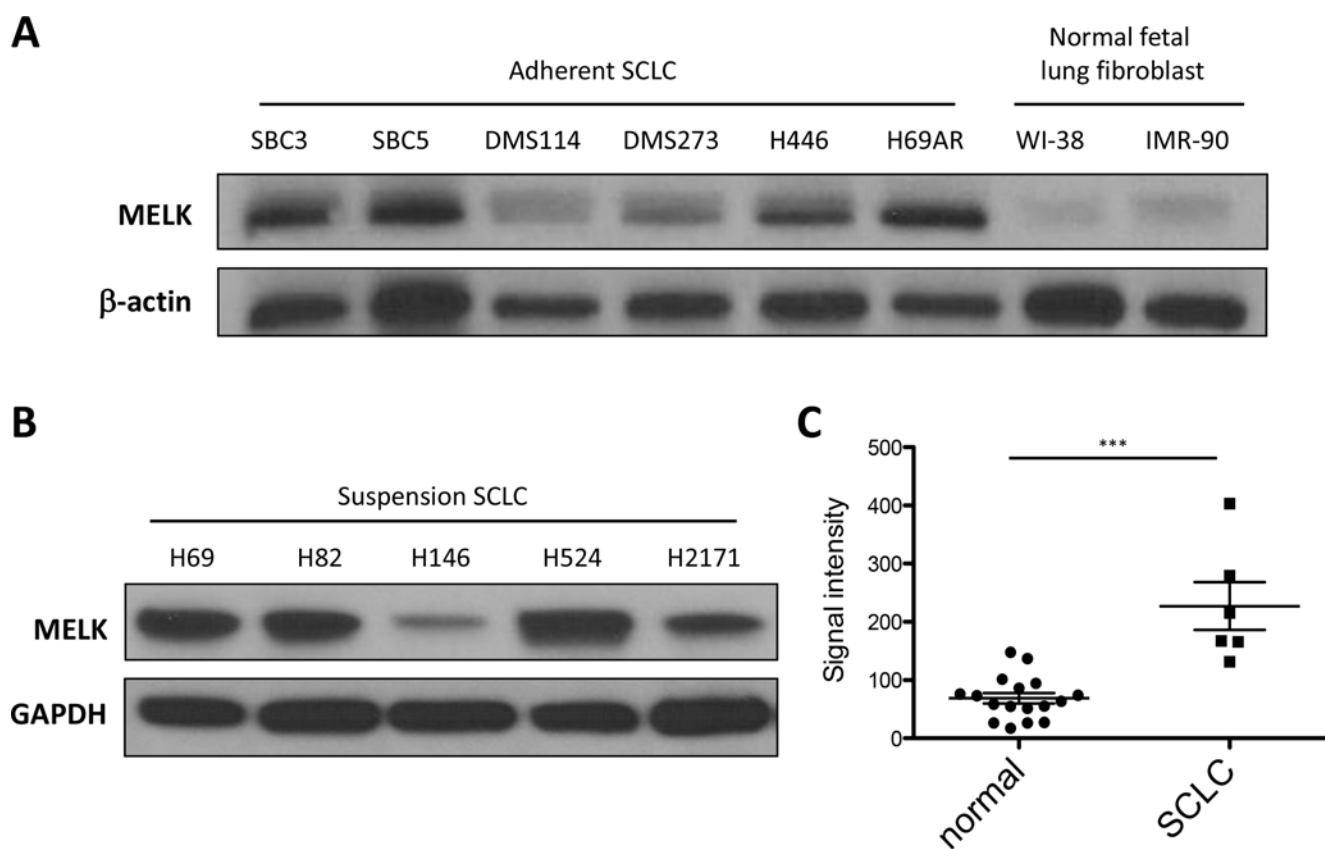 A
Adherent SCLC
Normal fetal
lung fibroblast
SBC3 SBC5 DMS114 DMS273 H446 H69AR WI-38 IMR-90
MELK
β-actin
B
Suspension SCLC
H69 H82 H146 H524 H2171
MELK
GAPDH
C
***
500
400
300
200
100
0
Signal intensity
normal
SCLC